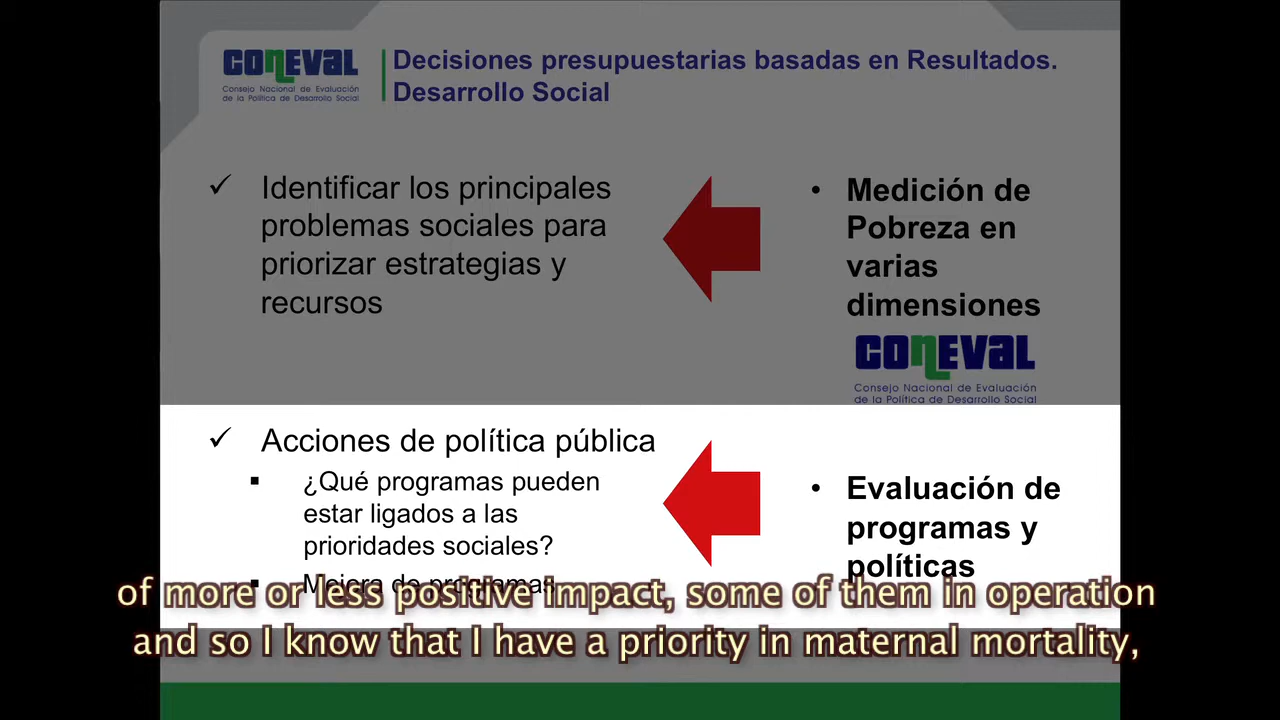 CONEVAL
Consejo Nacional de Evaluación
de la Política de Desarrollo Social
Decisiones presupuestarias basadas en Resultados.
Desarrollo Social
✓ Identificar los principales
problemas sociales para
priorizar estrategias y
recursos
• Medición de
Pobreza en
varias
dimensiones
CONEVAL
Consejo Nacional de Evaluación
de la Política de Desarrollo Social
✓ Acciones de política pública
▪ ¿Qué programas pueden
estar ligados a las
prioridades sociales?
▪ Mejora de programas
• Evaluación de
programas y
políticas
of more or less positive impact, some of them in operation
and so I know that I have a priority in maternal mortality,